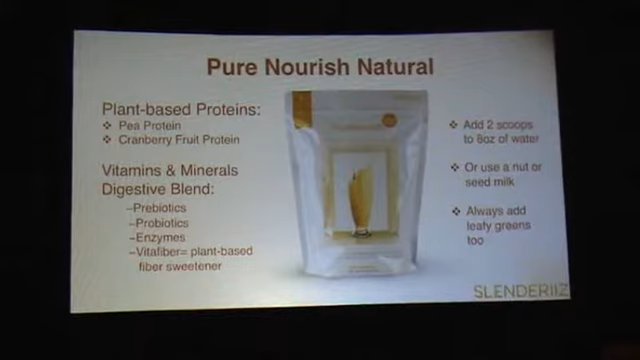 Pure Nourish Natural
Plant-based Proteins:
❖ Pea Protein
❖ Cranberry Fruit Protein
Vitamins & Minerals
Digestive Blend:
–Prebiotics
–Probiotics
–Enzymes
–Vitafiber= plant-based
fiber sweetener
❖ Add 2 scoops
to 8oz of water
❖ Or use a nut or
seed milk
❖ Always add
leafy greens
too
SLENDERIIZ